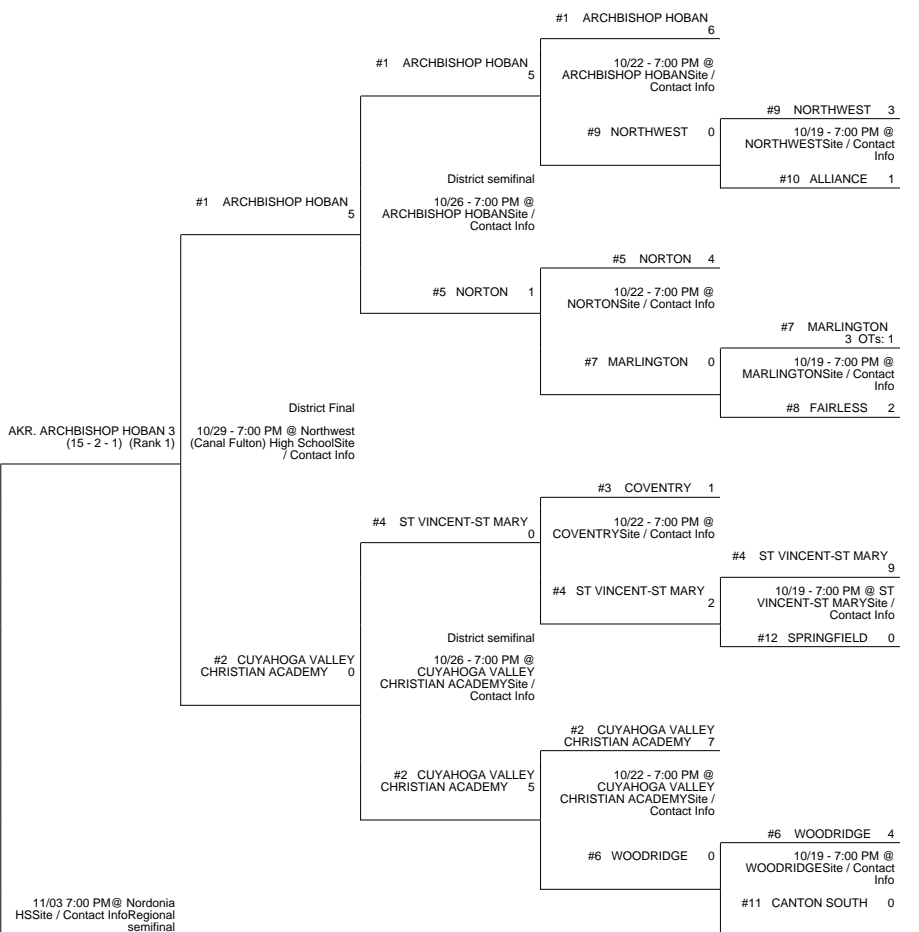 #1 ARCHBISHOP HOBAN
6
10/22 - 7:00 PM @
ARCHBISHOP HOBANSite /
Contact Info
#1 ARCHBISHOP HOBAN
5
#9 NORTHWEST 3
10/19 - 7:00 PM @
NORTHWESTSite / Contact
Info
#10 ALLIANCE 1
#9 NORTHWEST 0
District semifinal
10/26 - 7:00 PM @
ARCHBISHOP HOBANSite /
Contact Info
#1 ARCHBISHOP HOBAN
5
#5 NORTON 4
10/22 - 7:00 PM @
NORTONSite / Contact Info
#5 NORTON 1
#7 MARLINGTON
3 OTs: 1
10/19 - 7:00 PM @
MARLINGTONSite / Contact
Info
#8 FAIRLESS 2
#7 MARLINGTON 0
District Final
10/29 - 7:00 PM @ Northwest
(Canal Fulton) High SchoolSite
/ Contact Info
AKR. ARCHBISHOP HOBAN 3
(15 - 2 - 1) (Rank 1)
#3 COVENTRY 1
10/22 - 7:00 PM @
COVENTRYSite / Contact Info
#4 ST VINCENT-ST MARY
0
#4 ST VINCENT-ST MARY
9
10/19 - 7:00 PM @ ST
VINCENT-ST MARYSite /
Contact Info
#12 SPRINGFIELD 0
#4 ST VINCENT-ST MARY
2
District semifinal
10/26 - 7:00 PM @
CUYAHOGA VALLEY
CHRISTIAN ACADEMYSite /
Contact Info
#2 CUYAHOGA VALLEY
CHRISTIAN ACADEMY 0
#2 CUYAHOGA VALLEY
CHRISTIAN ACADEMY 7
10/22 - 7:00 PM @
CUYAHOGA VALLEY
CHRISTIAN ACADEMYSite /
Contact Info
#2 CUYAHOGA VALLEY
CHRISTIAN ACADEMY 5
#6 WOODRIDGE 4
10/19 - 7:00 PM @
WOODRIDGESite / Contact
Info
#11 CANTON SOUTH 0
#6 WOODRIDGE 0
11/03 7:00 PM@ Nordonia
HSSite / Contact InfoRegional
semifinal